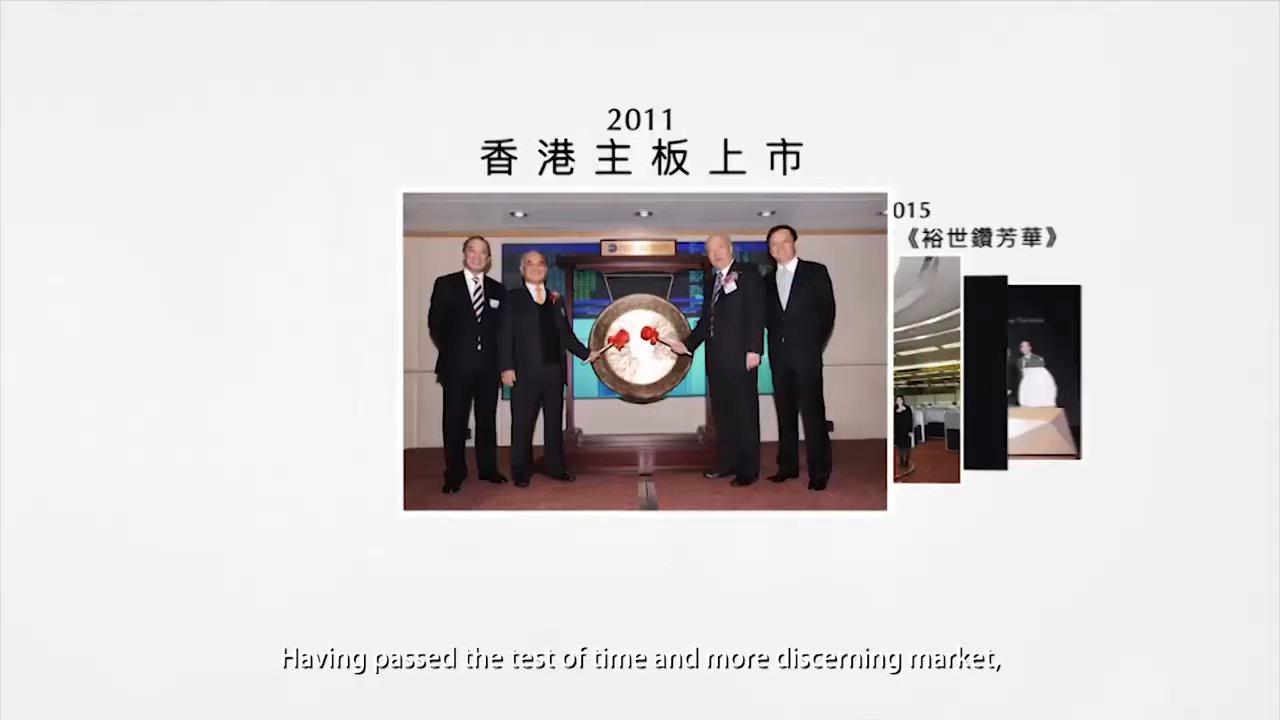 2011
香港主板上市
015
《裕世鑽芳華》
Having passed the test of time and more discerning market,